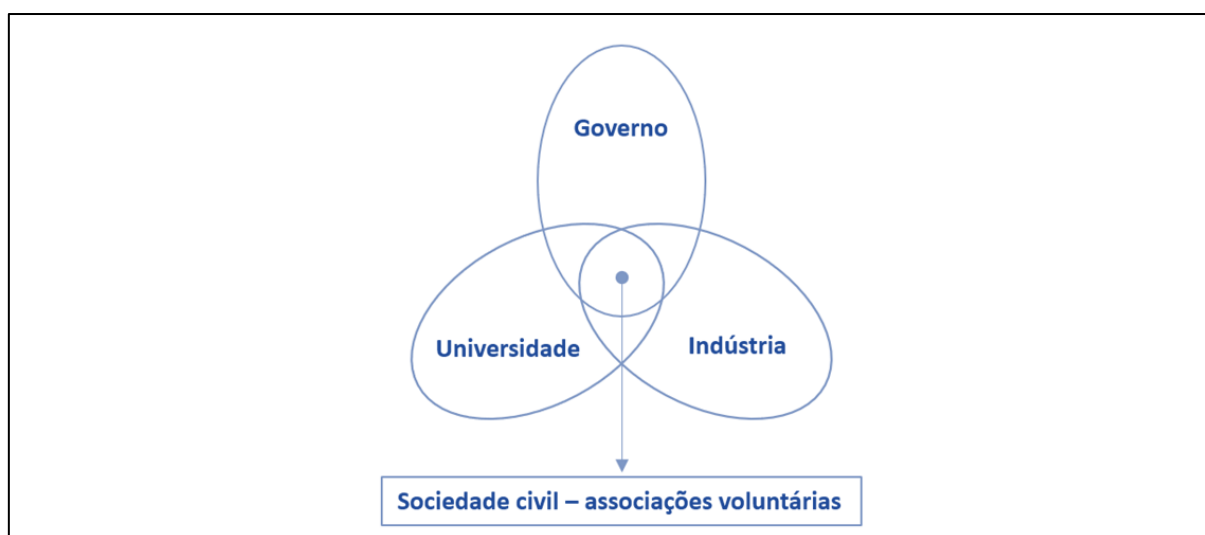 Governo
Universidade
Indústria
Sociedade civil – associações voluntárias